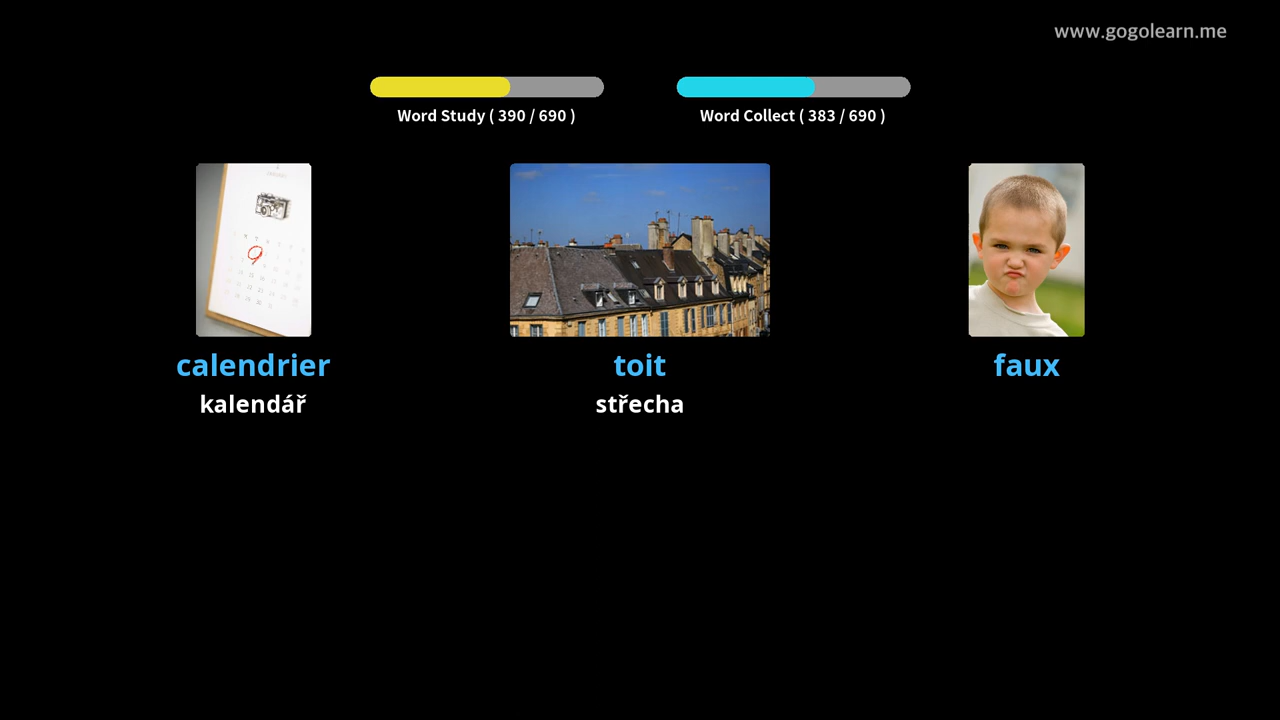 www.gogolearn.me
Word Study ( 390 / 690 )
Word Collect ( 383 / 690 )
calendrier
toit
faux
kalendář
střecha